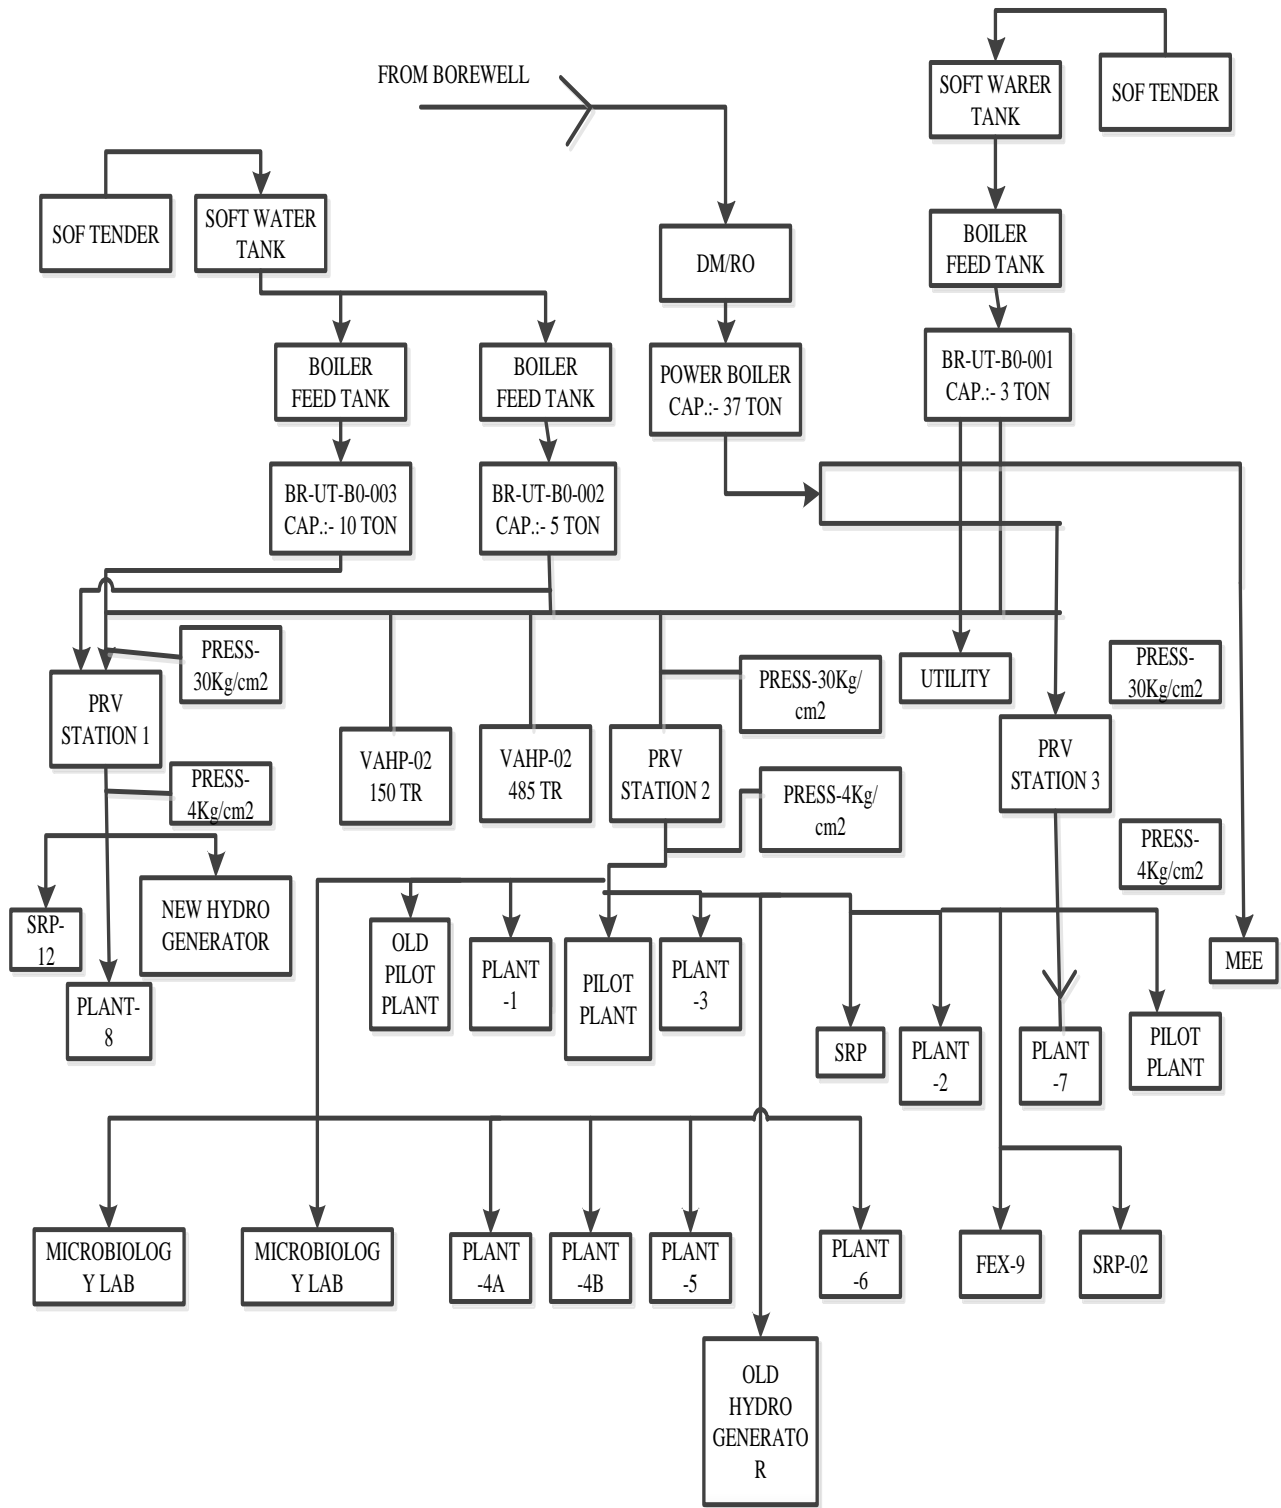 FROM BOREWELL
SOFT WARER
TANK
SOF TENDER
SOF TENDER
SOFT WATER
TANK
DM/RO
BOILER
FEED TANK
BOILER
FEED TANK
BOILER
FEED TANK
POWER BOILER
CAP.:- 37 TON
BR-UT-B0-001
CAP.:- 3 TON
BR-UT-B0-003
CAP.:- 10 TON
BR-UT-B0-002
CAP.:- 5 TON
PRESS-
30Kg/cm2
PRV
STATION 1
PRESS-
4Kg/cm2
VAHP-02
150 TR
VAHP-02
485 TR
PRV
STATION 2
PRESS-30Kg/
cm2
PRESS-4Kg/
cm2
UTILITY
PRESS-
30Kg/cm2
PRV
STATION 3
PRESS-
4Kg/cm2
SRP-
12
NEW HYDRO
GENERATOR
PLANT-
8
OLD
PILOT
PLANT
PLANT
-1
PILOT
PLANT
PLANT
-3
SRP
PLANT
-2
PLANT
-7
PILOT
PLANT
MEE
MICROBIOLOG
Y LAB
MICROBIOLOG
Y LAB
PLANT
-4A
PLANT
-4B
PLANT
-5
PLANT
-6
FEX-9
SRP-02
OLD
HYDRO
GENERATO
R